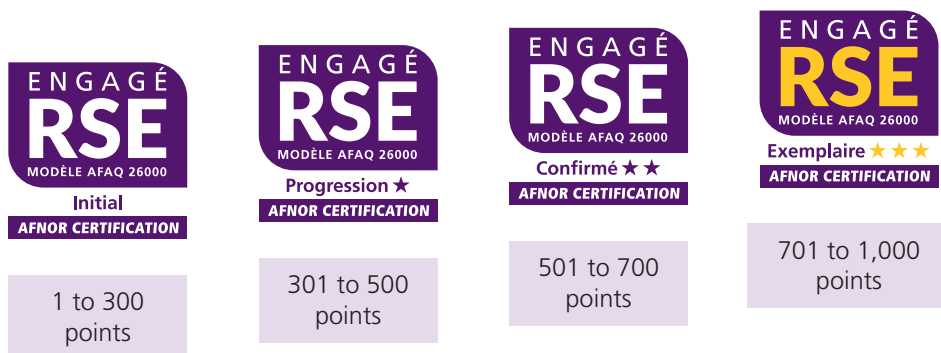 ENGAGÉ
RSE
MODÈLE AFAQ 26000
Initial
AFNOR CERTIFICATION
1 to 300
points
ENGAGÉ
RSE
MODÈLE AFAQ 26000
Progression ★
AFNOR CERTIFICATION
301 to 500
points
ENGAGÉ
RSE
MODÈLE AFAQ 26000
Confirmé ★ ★
AFNOR CERTIFICATION
501 to 700
points
ENGAGÉ
RSE
MODÈLE AFAQ 26000
Exemplaire ★ ★ ★
AFNOR CERTIFICATION
701 to 1,000
points